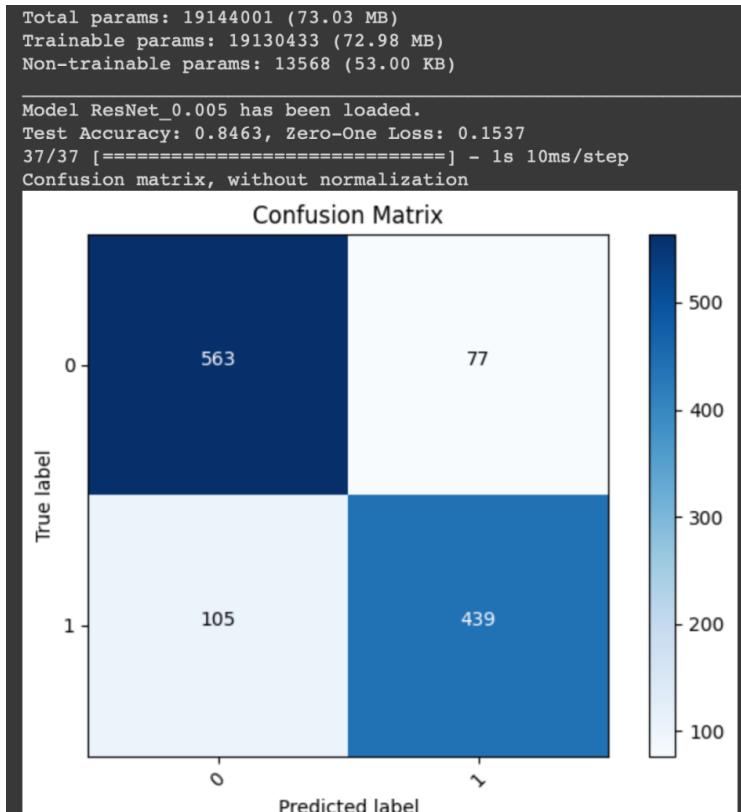 Total params: 19144001 (73.03 MB)
Trainable params: 19130433 (72.98 MB)
Non-trainable params: 13568 (53.00 KB)
Model ResNet_0.005 has been loaded.
Test Accuracy: 0.8463, Zero-One Loss: 0.1537
37/37 [==============================] - 1s 10ms/step
Confusion matrix, without normalization
Confusion Matrix
500
0 563 77
400
True label
300
1 105 439
200
100
0 1
Predicted label